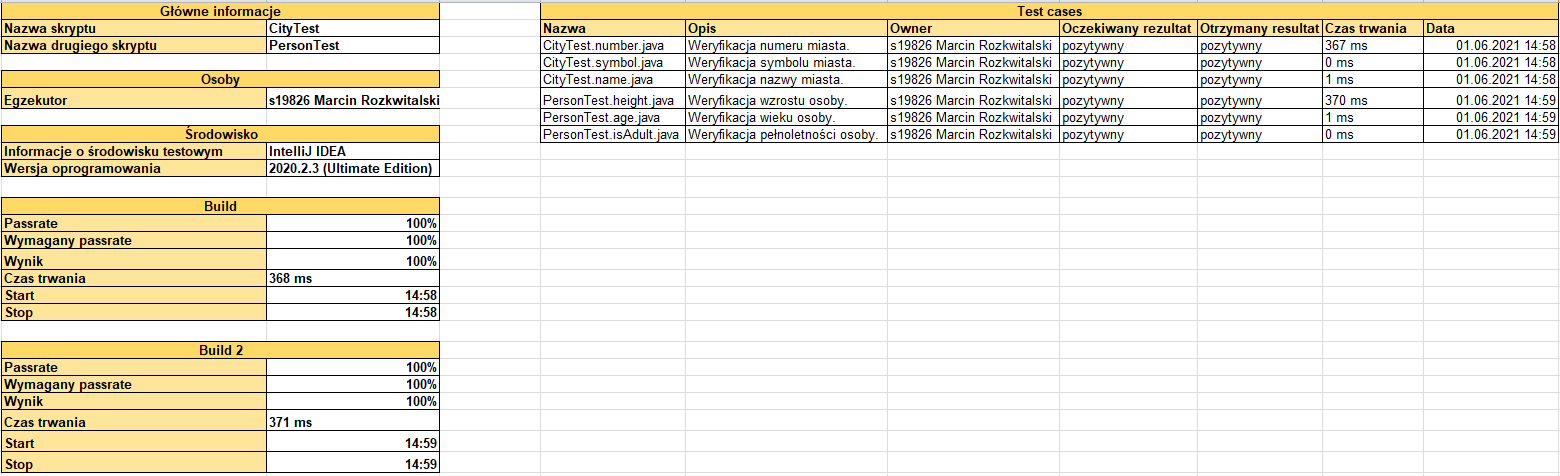 Główne informacje
Nazwa skryptu CityTest
Nazwa drugiego skryptu PersonTest
Osoby
Egzekutor s19826 Marcin Rozkwitalski
Środowisko
Informacje o środowisku testowym IntelliJ IDEA
Wersja oprogramowania 2020.2.3 (Ultimate Edition)
Build
Passrate 100%
Wymagany passrate 100%
Wynik 100%
Czas trwania 368 ms
Start 14:58
Stop 14:58
Build 2
Passrate 100%
Wymagany passrate 100%
Wynik 100%
Czas trwania 371 ms
Start 14:59
Stop 14:59
Test cases
Nazwa Opis Owner Oczekiwany rezultat Otrzymany resultat Czas trwania Data
CityTest.number.java Weryfikacja numeru miasta. s19826 Marcin Rozkwitalski pozytywny pozytywny 367 ms 01.06.2021 14:58
CityTest.symbol.java Weryfikacja symbolu miasta. s19826 Marcin Rozkwitalski pozytywny pozytywny 0 ms 01.06.2021 14:58
CityTest.name.java Weryfikacja nazwy miasta. s19826 Marcin Rozkwitalski pozytywny pozytywny 1 ms 01.06.2021 14:58
PersonTest.height.java Weryfikacja wzrostu osoby. s19826 Marcin Rozkwitalski pozytywny pozytywny 370 ms 01.06.2021 14:59
PersonTest.age.java Weryfikacja wieku osoby. s19826 Marcin Rozkwitalski pozytywny pozytywny 1 ms 01.06.2021 14:59
PersonTest.isAdult.java Weryfikacja pełnoletności osoby. s19826 Marcin Rozkwitalski pozytywny pozytywny 0 ms 01.06.2021 14:59